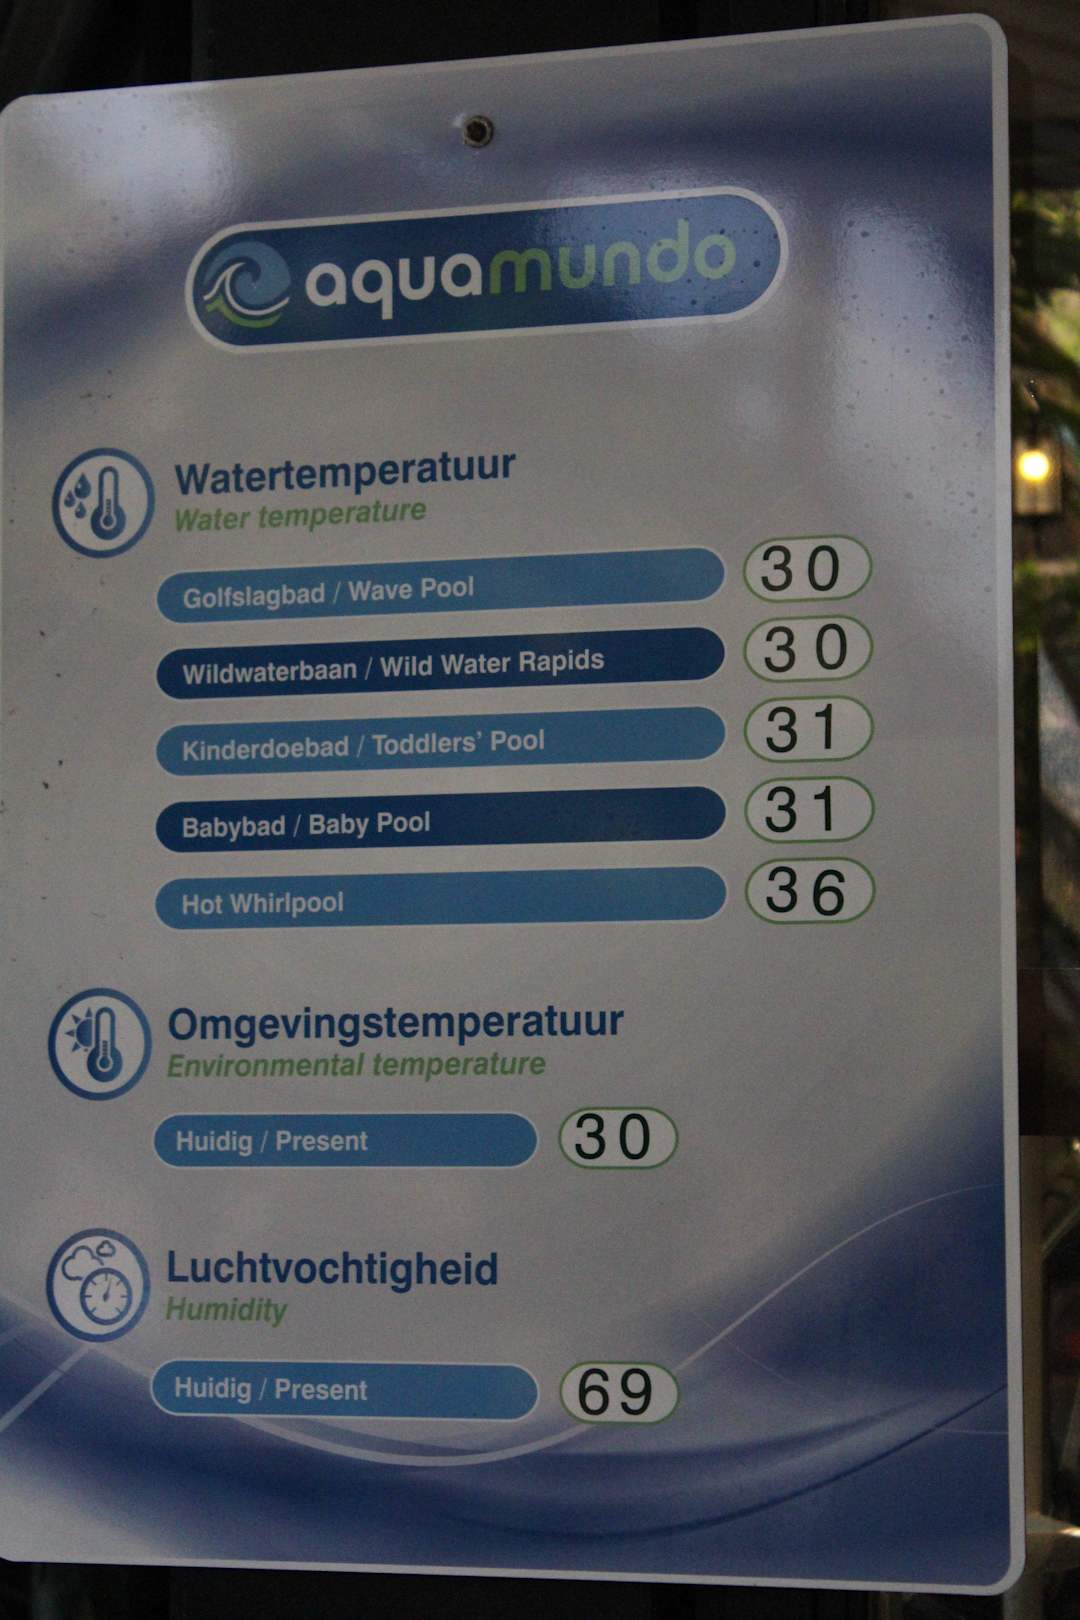 aquamundo
Watertemperatuur
Water temperature
Golfslagbad / Wave Pool 30
Wildwaterbaan / Wild Water Rapids 30
Kinderdoebad / Toddlers' Pool 31
Babybad / Baby Pool 31
Hot Whirlpool 36
Omgevingstemperatuur
Environmental temperature
Huidig / Present 30
Luchtvochtigheid
Humidity
Huidig / Present 69